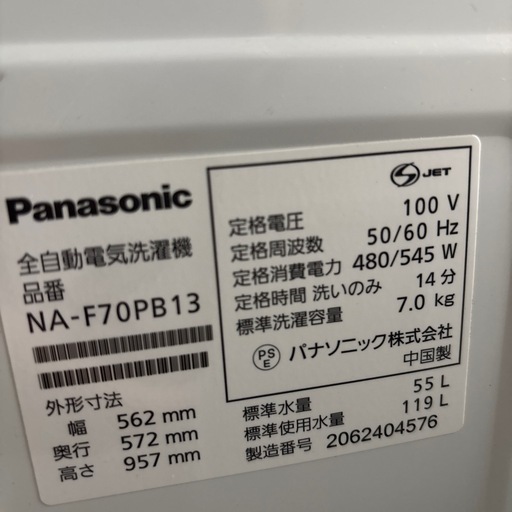 Panasonic
全自動電気洗濯機
品番
NA-F70PB13
外形寸法
幅 562 mm
奥行 572 mm
高さ 957 mm
JET
定格電圧 100 V
定格周波数 50/60 Hz
定格消費電力 480/545 W
定格時間 洗いのみ 14 分
標準洗濯容量 7.0 kg
PSE パナソニック株式会社
中国製
標準水量 55 L
標準使用水量 119 L
製造番号 2062404576